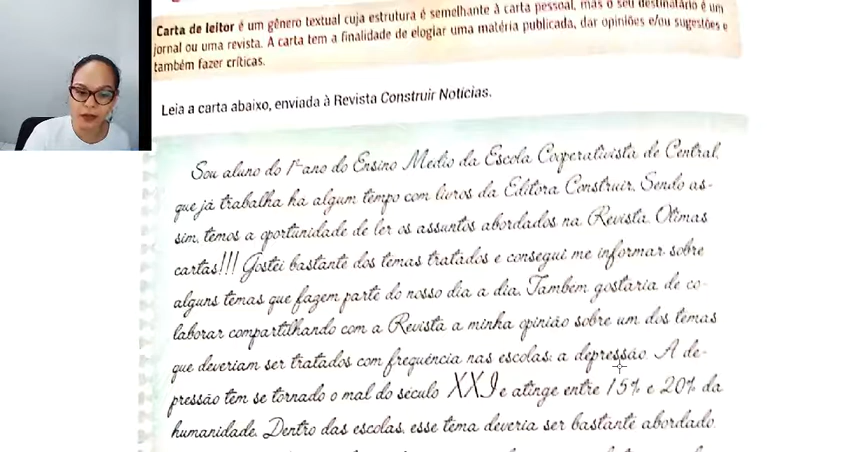 Carta de leitor é um gênero textual cuja estrutura é semelhante à carta pessoal, mas o seu destinatário é um
jornal ou uma revista. A carta tem a finalidade de elogiar uma matéria publicada, dar opiniões e/ou sugestões e
também fazer críticas.
Leia a carta abaixo, enviada à Revista Construir Notícias.
Sou aluno do 1º ano do Ensino Medio da Escola Cooperativista de Central,
que já trabalha ha algum tempo com livros da Editora Construir. Sendo as-
sim, temos a oportunidade de ler os assuntos abordados na Revista. Otimas
cartas!!! Gostei bastante dos temas tratados e consegui me informar sobre
alguns temas que fazem parte do nosso dia a dia. Tambem gostaria de co-
laborar compartilhando com a Revista a minha opinião sobre um dos temas
que deveriam ser tratados com frequência nas escolas: a depressão. A de-
pressão tem se tornado o mal do século XXI e atinge entre 15% e 20% da
humanidade. Dentro das escolas, esse tema deveria ser bastante abordado,